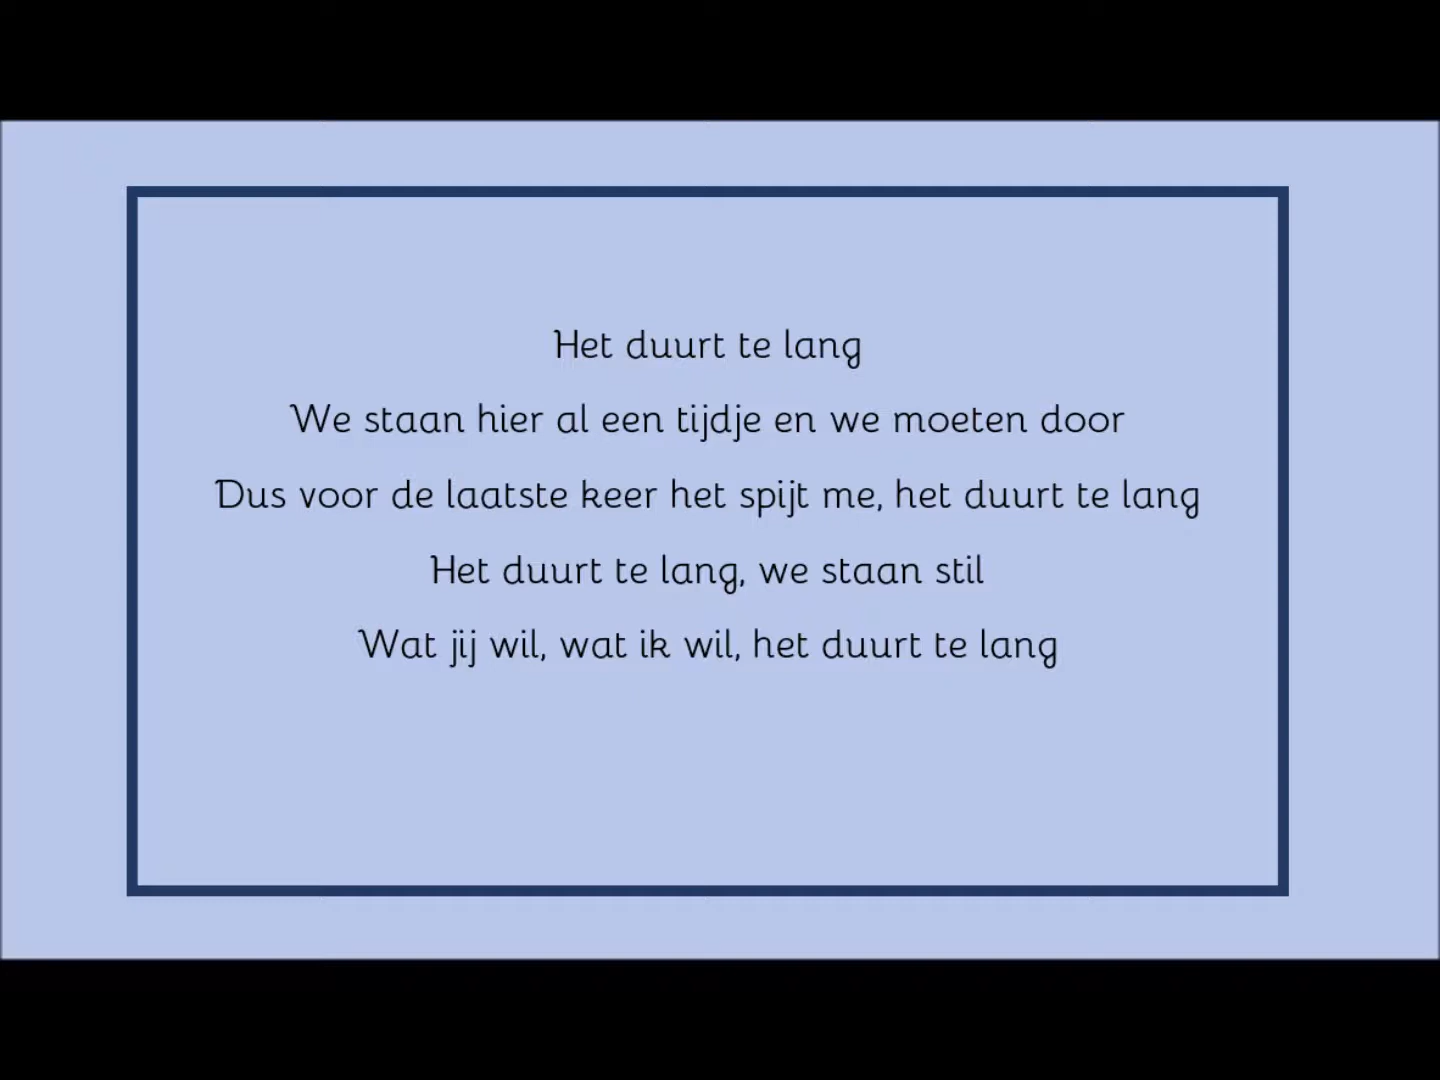 Het duurt te lang
We staan hier al een tijdje en we moeten door
Dus voor de laatste keer het spijt me, het duurt te lang
Het duurt te lang, we staan stil
Wat jij wil, wat ik wil, het duurt te lang